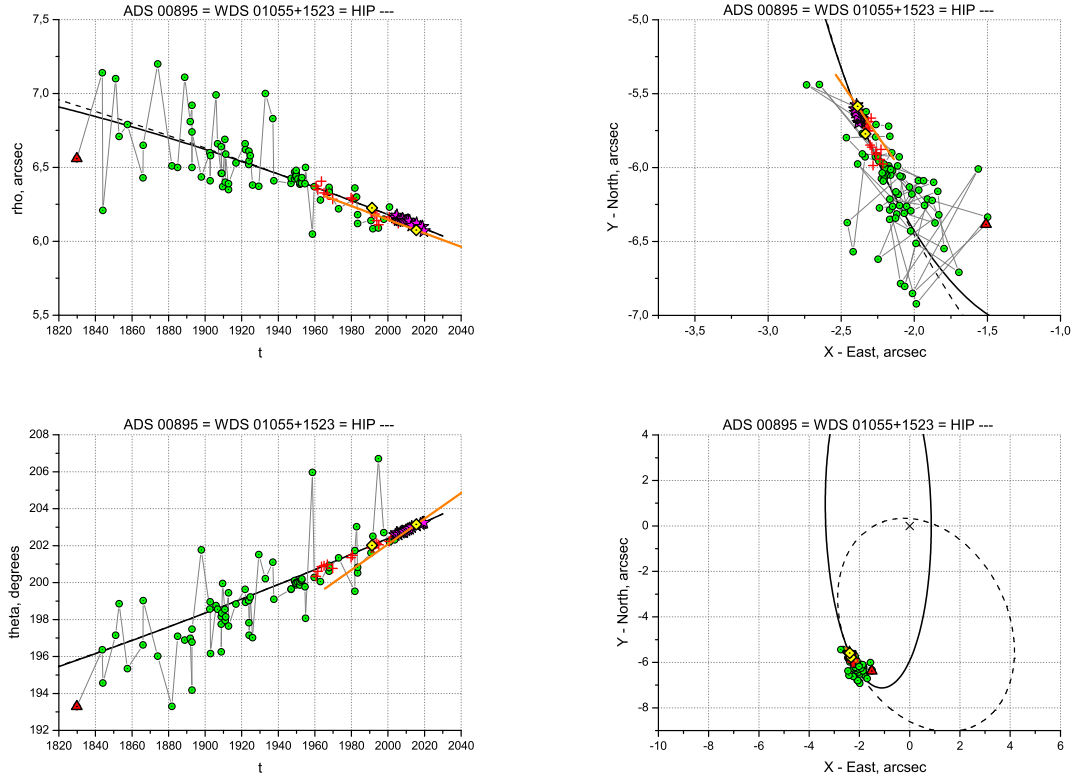 ADS 00895 = WDS 01055+1523 = HIP ---
7,5
7,0
6,5
6,0
5,5
rho, arcsec
1820 1840 1860 1880 1900 1920 1940 1960 1980 2000 2020 2040
t
ADS 00895 = WDS 01055+1523 = HIP ---
-5,0
-5,5
-6,0
-6,5
-7,0
Y - North, arcsec
-3,5 -3,0 -2,5 -2,0 -1,5 -1,0
X - East, arcsec
ADS 00895 = WDS 01055+1523 = HIP ---
208
206
204
202
200
198
196
194
192
theta, degrees
1820 1840 1860 1880 1900 1920 1940 1960 1980 2000 2020 2040
t
ADS 00895 = WDS 01055+1523 = HIP ---
4
2
0
-2
-4
-6
-8
Y - North, arcsec
-10 -8 -6 -4 -2 0 2 4 6
X - East, arcsec